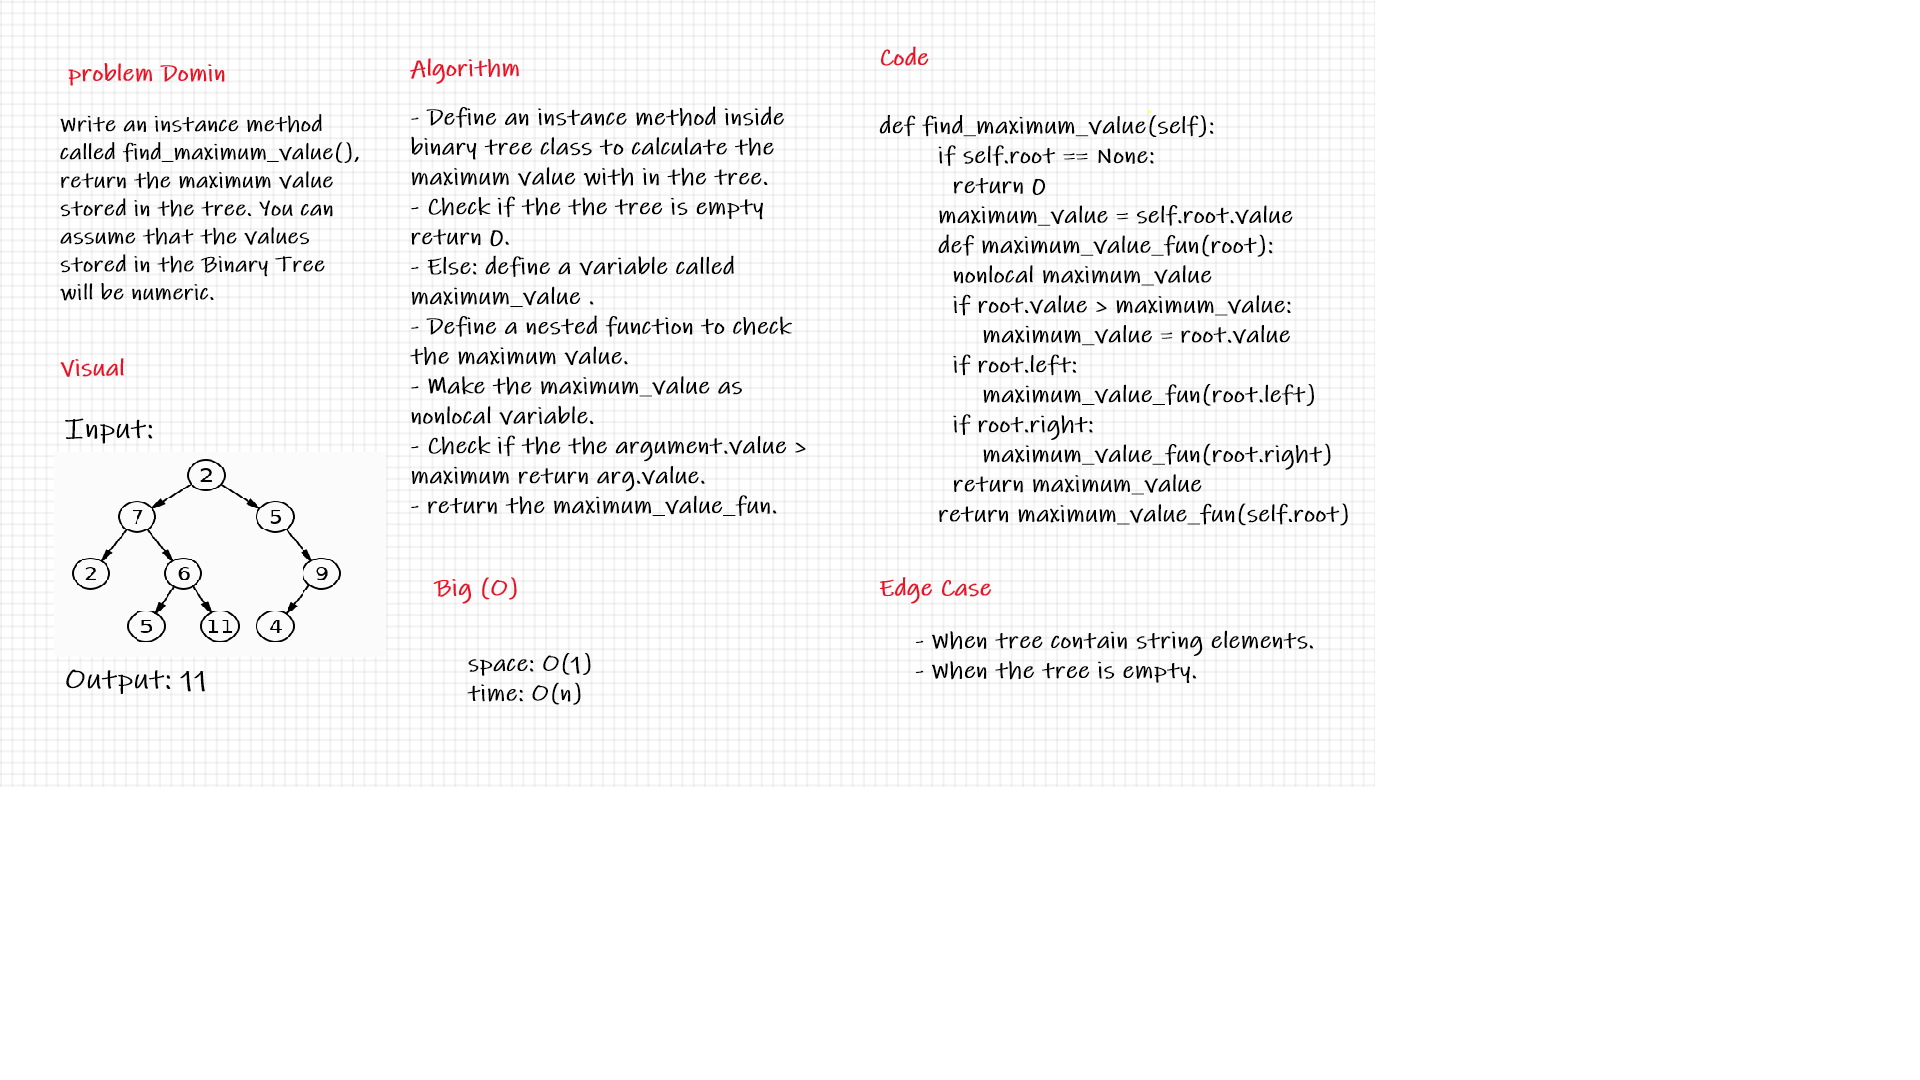 problem Domin
Write an instance method
called find_maximum_value(),
return the maximum value
stored in the tree. You can
assume that the values
stored in the Binary Tree
will be numeric.
Visual
Input:
2
7
5
2
6
9
5
11
4
Output: 11
Algorithm
- Define an instance method inside
binary tree class to calculate the
maximum value with in the tree.
- Check if the the tree is empty
return 0.
- Else: define a variable called
maximum_value .
- Define a nested function to check
the maximum value.
- Make the maximum_value as
nonlocal variable.
- Check if the the argument.value >
maximum return arg.value.
- return the maximum_value_fun.
Big (O)
space: O(1)
time: O(n)
Code
def find_maximum_value(self):
if self.root == None:
return 0
maximum_value = self.root.value
def maximum_value_fun(root):
nonlocal maximum_value
if root.value > maximum_value:
maximum_value = root.value
if root.left:
maximum_value_fun(root.left)
if root.right:
maximum_value_fun(root.right)
return maximum_value
return maximum_value_fun(self.root)
Edge Case
- When tree contain string elements.
- When the tree is empty.